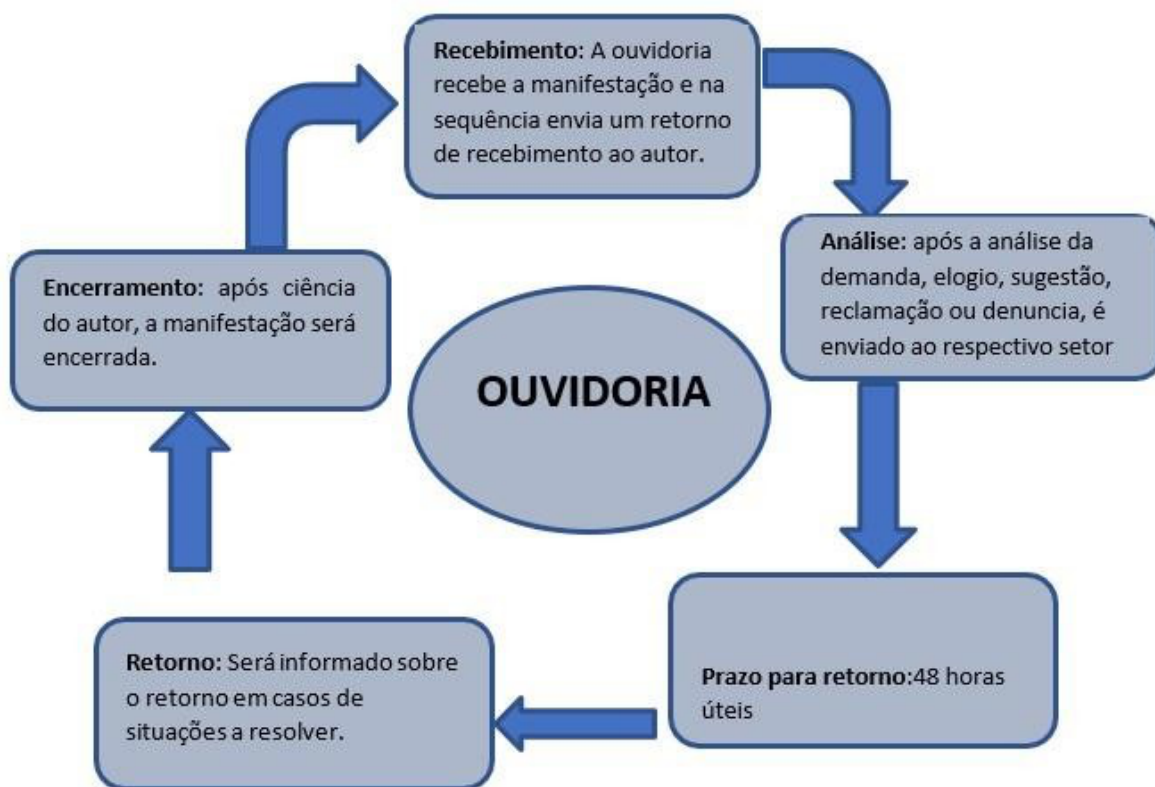 Recebimento: A ouvidoria
recebe a manifestação e na
sequência envia um retorno
de recebimento ao autor.
Análise: após a análise da
demanda, elogio, sugestão,
reclamação ou denuncia, é
enviado ao respectivo setor
Prazo para retorno:48 horas
úteis
Retorno: Será informado sobre
o retorno em casos de
situações a resolver.
Encerramento: após ciência
do autor, a manifestação será
encerrada.
OUVIDORIA